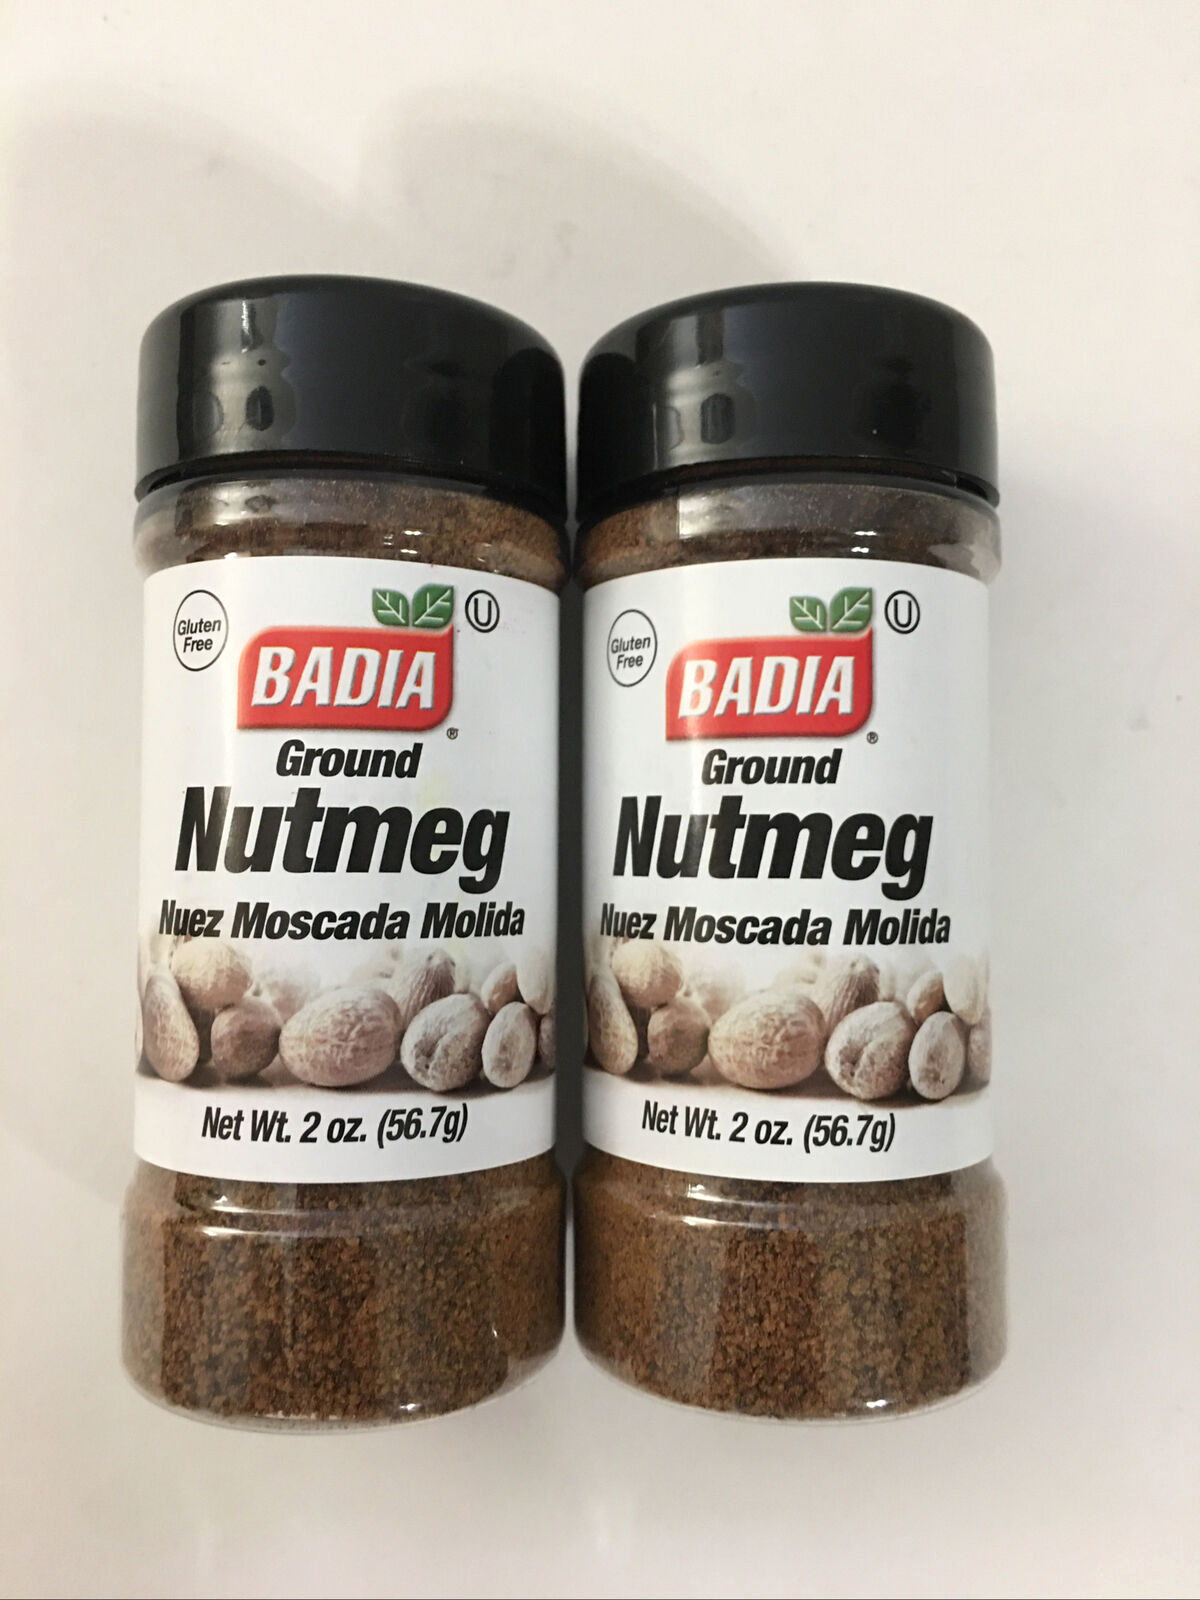 Gluten
Free
U
BADIA
®
Ground
Nutmeg
Nuez Moscada Molida
Net Wt. 2 oz. (56.7g)
Gluten
Free
U
BADIA
®
Ground
Nutmeg
Nuez Moscada Molida
Net Wt. 2 oz. (56.7g)